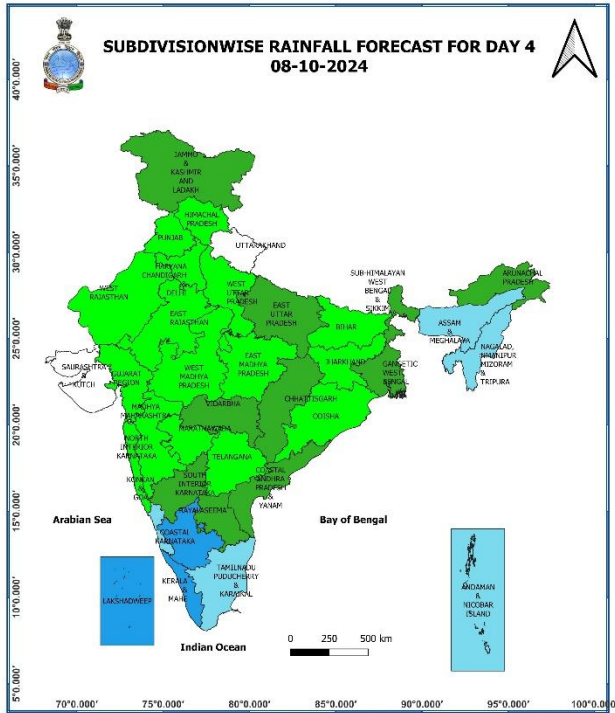 SUBDIVISIONWISE RAINFALL FORECAST FOR DAY 4
08-10-2024
40°0.000'
35°0.000'
30°0.000'
25°0.000'
20°0.000'
15°0.000'
10°0.000'
5°0.000'
JAMMO
&
KASHMIR
AND
LADAKH
HIMACHAL
PRADESH
PUNJAB
UTTARAKHAND
HARYANA
CHANDIGARH
&
DELHI
WEST
RAJASTHAN
WEST
UTTAR
PRADESH
EAST
UTTAR
PRADESH
SUB-HIMALAYAN
WEST
BENGAL &
SIKKIM
ARUNACHAL
PRADESH
ASSAM
&
MEGHALAYA
NAGALAD,
MANIPUR
MIZORAM
&
TRIPURA
EAST
RAJASTHAN
BIHAR
JHARKHAND
GANGETIC
WEST
BENGAL
SAURASHTRA
&
KUTCH
GUJARAT
REGION
WEST
MADHYA
PRADESH
EAST
MADHYA
PRADESH
CHHATTISGARH
ODISHA
VIDARBHA
MADHYA
MAHARASHTRA
MARATHAWADA
NORTH
INTERIOR
KARNATAKA
TELANGANA
KONKAN
&
GOA
SOUTH
INTERIOR
KARNATAKA
COASTAL
ANDHRA
PRADESH
&
YANAM
RAYALASEEMA
Arabian Sea
Bay of Bengal
COASTAL
KARNATAKA
TAMILNADU
PUDUCHERRY
&
KARAIKAL
KERALA
&
MAHE
LAKSHADWEEP
ANDAMAN
&
NICOBAR
ISLAND
Indian Ocean
0 250 500 km
70°0.000' 75°0.000' 80°0.000' 85°0.000' 90°0.000' 95°0.000' 100°0.000'